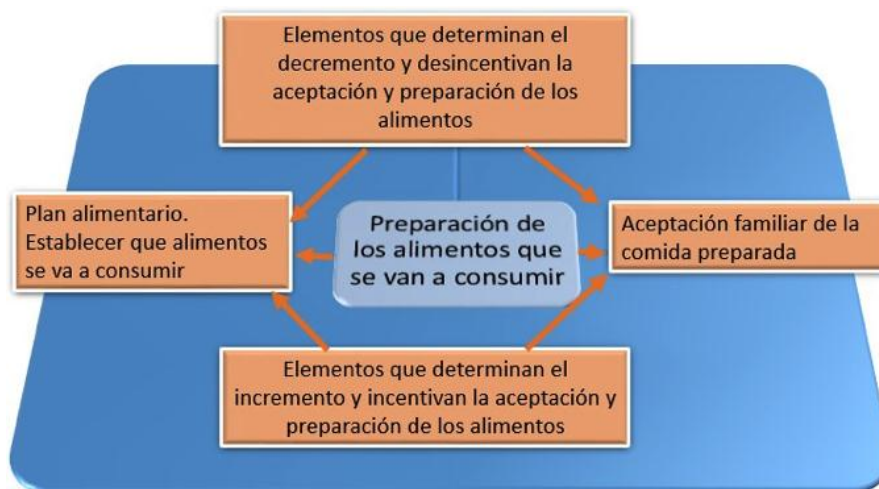 Elementos que determinan el
decremento y desincentivan la
aceptación y preparación de los
alimentos
Plan alimentario.
Establecer que alimentos
se va a consumir
Preparación de
los alimentos que
se van a consumir
Aceptación familiar de la
comida preparada
Elementos que determinan el
incremento y incentivan la aceptación y
preparación de los alimentos